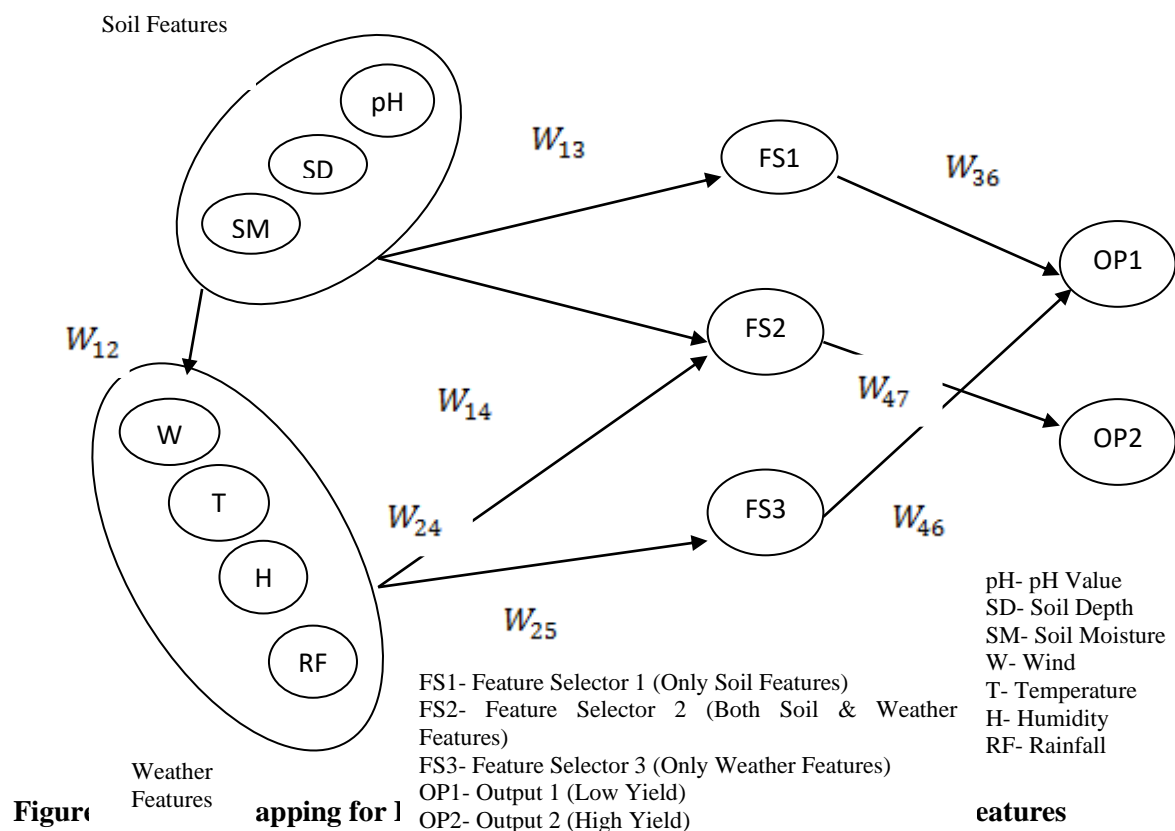 Soil Features
pH
SD
SM
W₁₃
FS1
W₃₆
OP1
W₁₂
FS2
W₁₄
W₄₇
OP2
W
T
H
RF
W₂₄
FS3
W₄₆
W₂₅
pH- pH Value
SD- Soil Depth
SM- Soil Moisture
W- Wind
T- Temperature
H- Humidity
RF- Rainfall
FS1- Feature Selector 1 (Only Soil Features)
FS2- Feature Selector 2 (Both Soil & Weather
Features)
FS3- Feature Selector 3 (Only Weather Features)
OP1- Output 1 (Low Yield)
OP2- Output 2 (High Yield)
Weather
Features
apping for
eatures